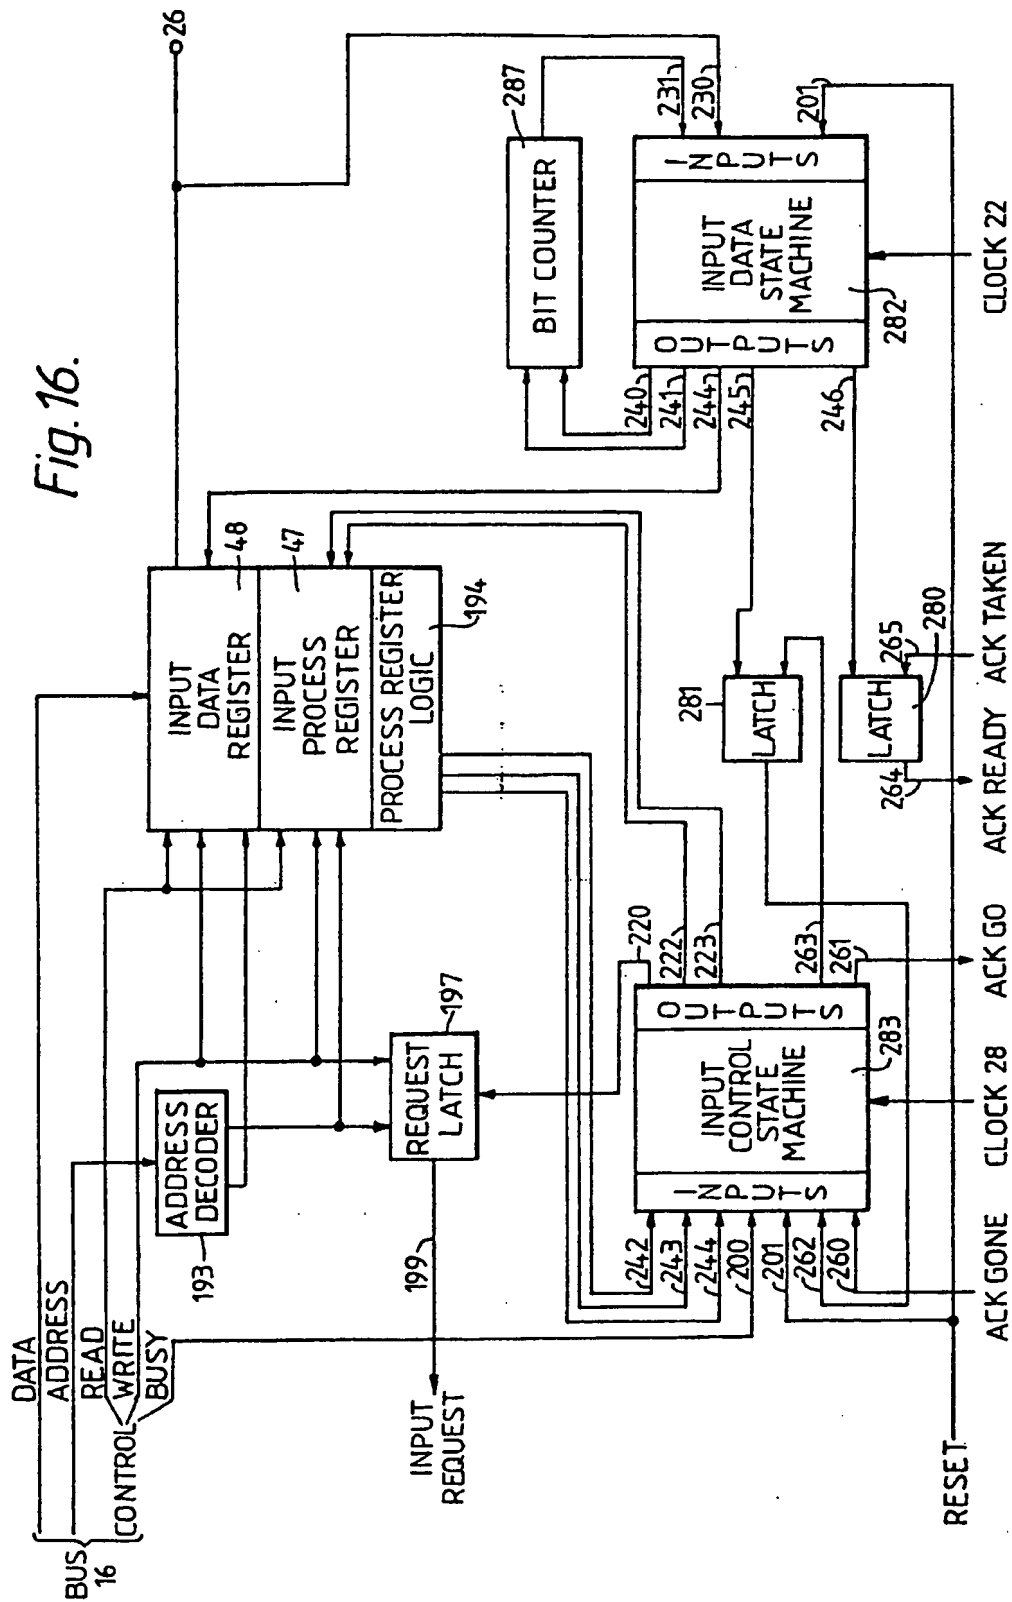 Fig.16.
BUS
16
DATA
ADDRESS
CONTROL
READ
WRITE
BUSY
ADDRESS
DECODER
193
REQUEST
LATCH
197
199
INPUT
REQUEST
INPUT
DATA
REGISTER
48
INPUT
PROCESS
REGISTER
47
PROCESS REGISTER
LOGIC
194
26
BIT COUNTER
287
INPUTS
INPUT
DATA
STATE
MACHINE
OUTPUTS
282
231
230
201
240
241
244
245
246
CLOCK 22
LATCH
281
LATCH
280
264
265
INPUTS
INPUT
CONTROL
STATE
MACHINE
OUTPUTS
283
242
243
244
200
201
262
260
220
222
223
263
261
RESET
ACK GONE
CLOCK 28
ACK GO
ACK READY
ACK TAKEN